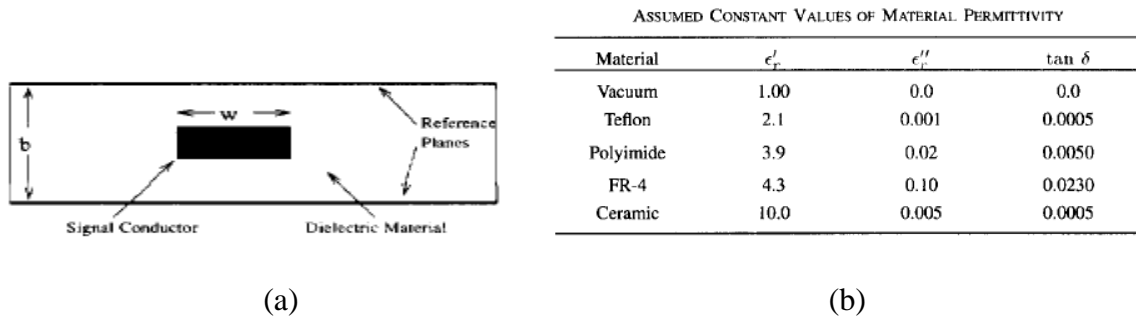 w
b
Reference
Planes
Signal Conductor
Dielectric Material
(a)
ASSUMED CONSTANT VALUES OF MATERIAL PERMITTIVITY
Material ϵ′r ϵ′′r tan δ
Vacuum 1.00 0.0 0.0
Teflon 2.1 0.001 0.0005
Polyimide 3.9 0.02 0.0050
FR-4 4.3 0.10 0.0230
Ceramic 10.0 0.005 0.0005
(b)